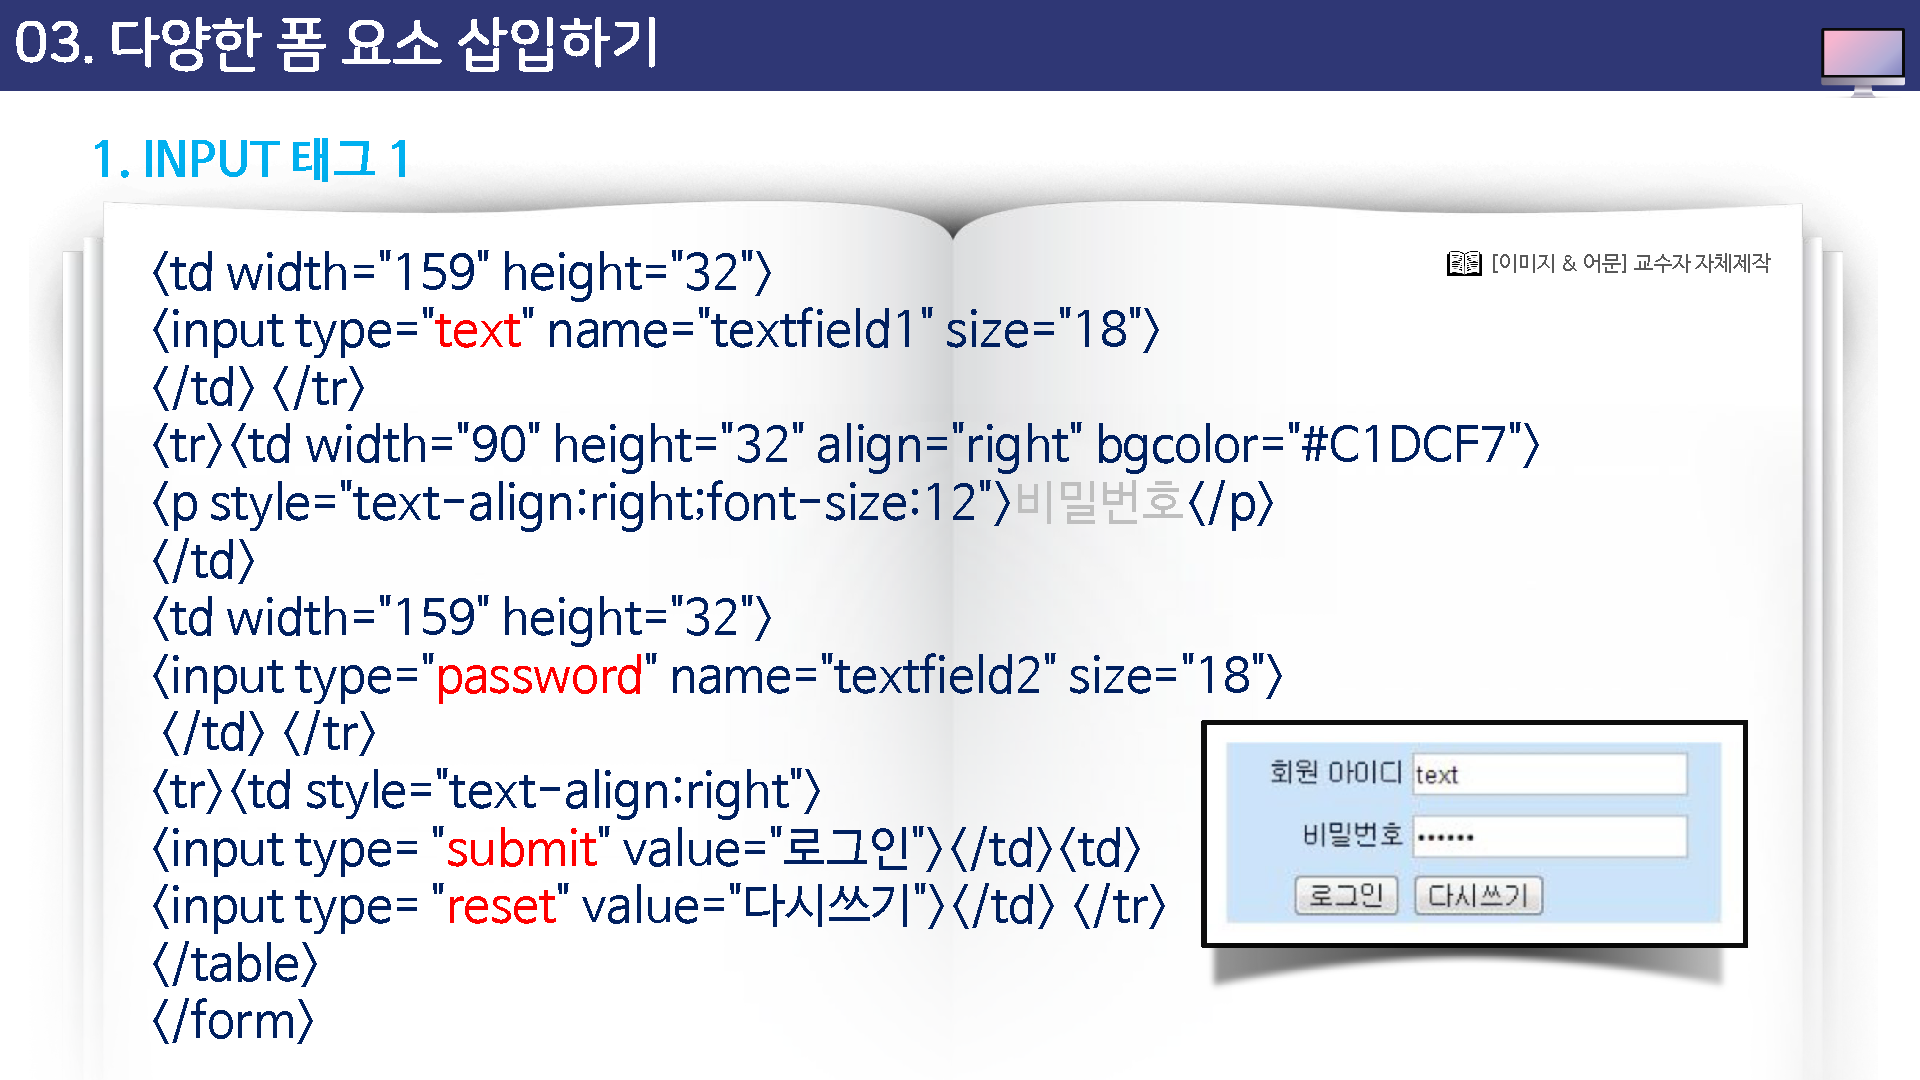 03. 다양한 폼 요소 삽입하기
1. INPUT 태그 1
[이미지 & 어문] 교수자 자체제작
<td width="159" height="32">
<input type="text" name="textfield1" size="18">
</td> </tr>
<tr><td width="90" height="32" align="right" bgcolor="#C1DCF7">
<p style="text-align:right;font-size:12">비밀번호</p>
</td>
<td width="159" height="32">
<input type="password" name="textfield2" size="18">
</td> </tr>
<tr><td style="text-align:right">
<input type= "submit" value="로그인"></td><td>
<input type= "reset" value="다시쓰기"></td> </tr>
</table>
</form>
회원 아이디 text
비밀번호 ••••••
로그인 다시쓰기